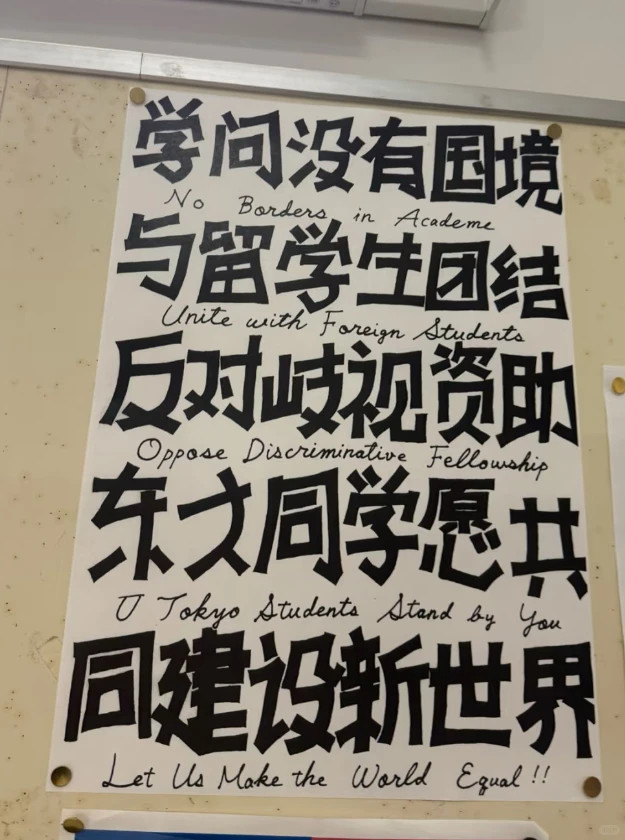 学问没有国境
No Borders in Academe
与留学生团结
Unite with Foreign Students
反对岐视资助
Oppose Discriminative Fellowship
东大同学愿共
U Tokyo Students Stand by You
同建设新世界
Let Us Make the World Equal!!